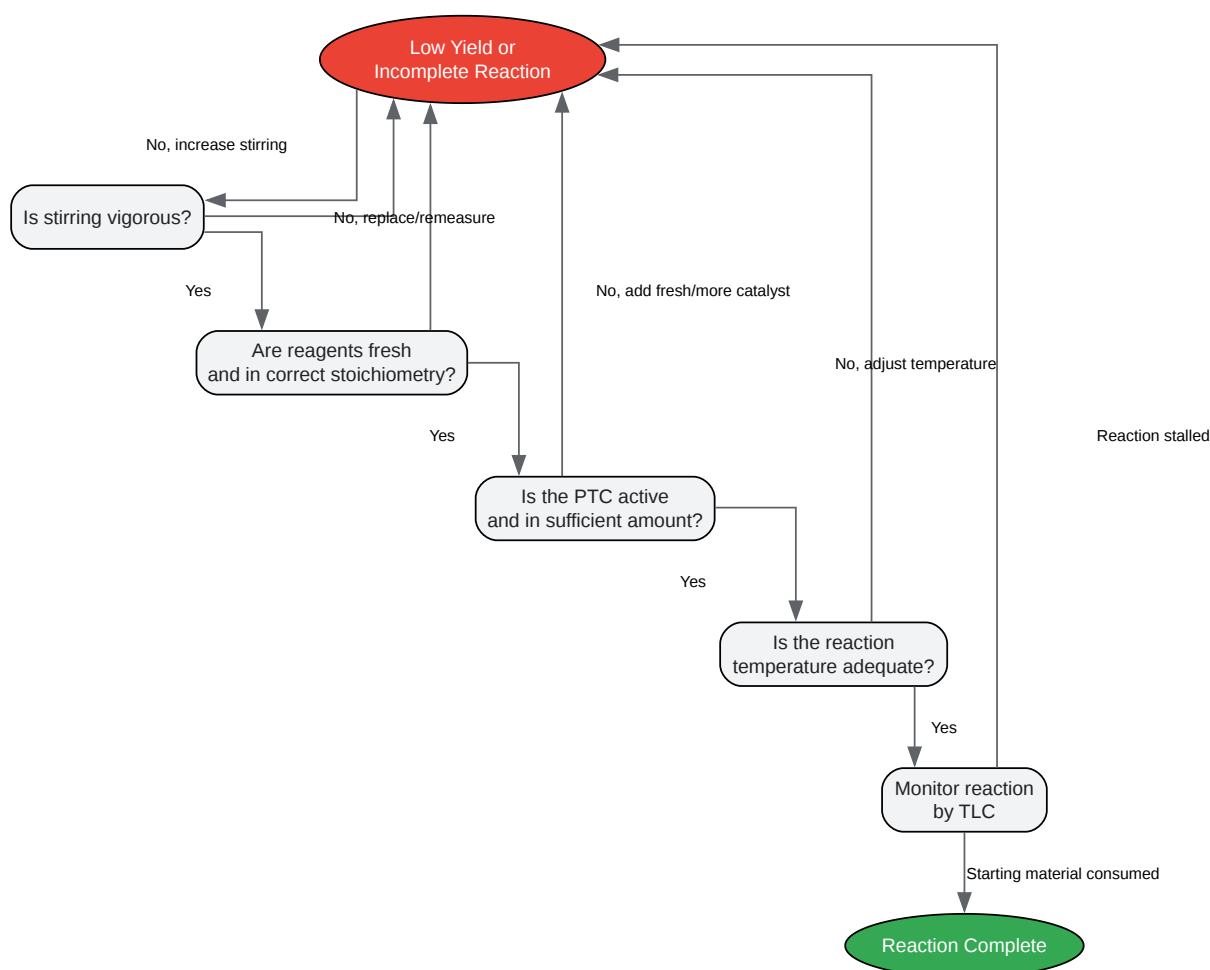 Low Yield or
Incomplete Reaction
No, increase stirring
Is stirring vigorous?
No, replace/remeasure
Yes
No, add fresh/more catalyst
Are reagents fresh
and in correct stoichiometry?
No, adjust temperature
Yes
Reaction stalled
Is the PTC active
and in sufficient amount?
Yes
Is the reaction
temperature adequate?
Yes
Monitor reaction
by TLC
Starting material consumed
Reaction Complete